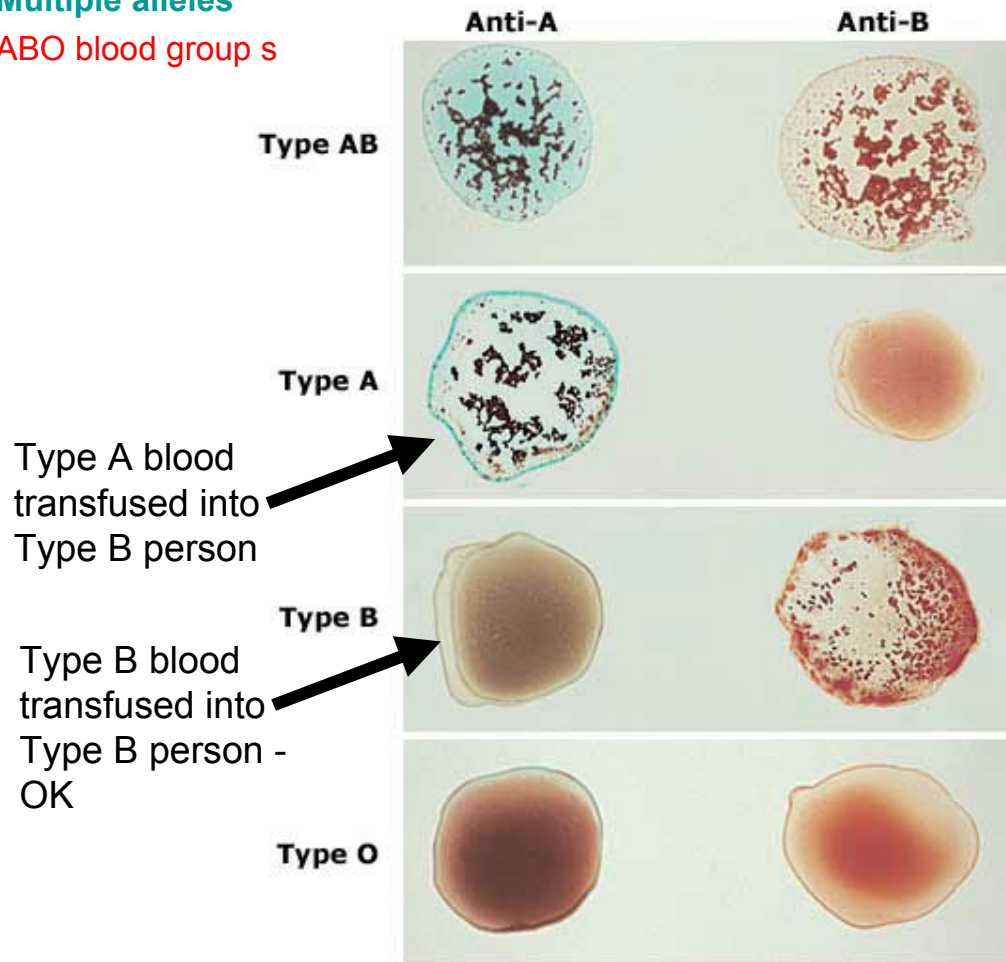 Multiple alleles
ABO blood group s
Anti-A
Anti-B
Type AB
Type A
Type A blood
transfused into
Type B person
Type B
Type B blood
transfused into
Type B person -
OK
Type O